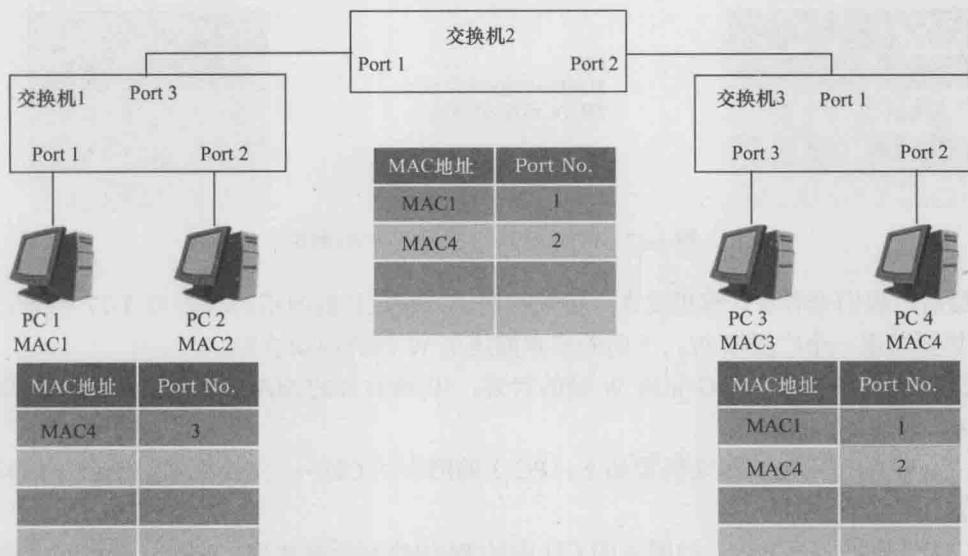 交换机2
Port 1
Port 2
交换机1
Port 3
Port 1
Port 2
交换机3
Port 1
Port 3
Port 2
MAC地址 Port No.
MAC1 1
MAC4 2
PC 1
MAC1
PC 2
MAC2
PC 3
MAC3
PC 4
MAC4
MAC地址 Port No.
MAC4 3
MAC地址 Port No.
MAC1 1
MAC4 2